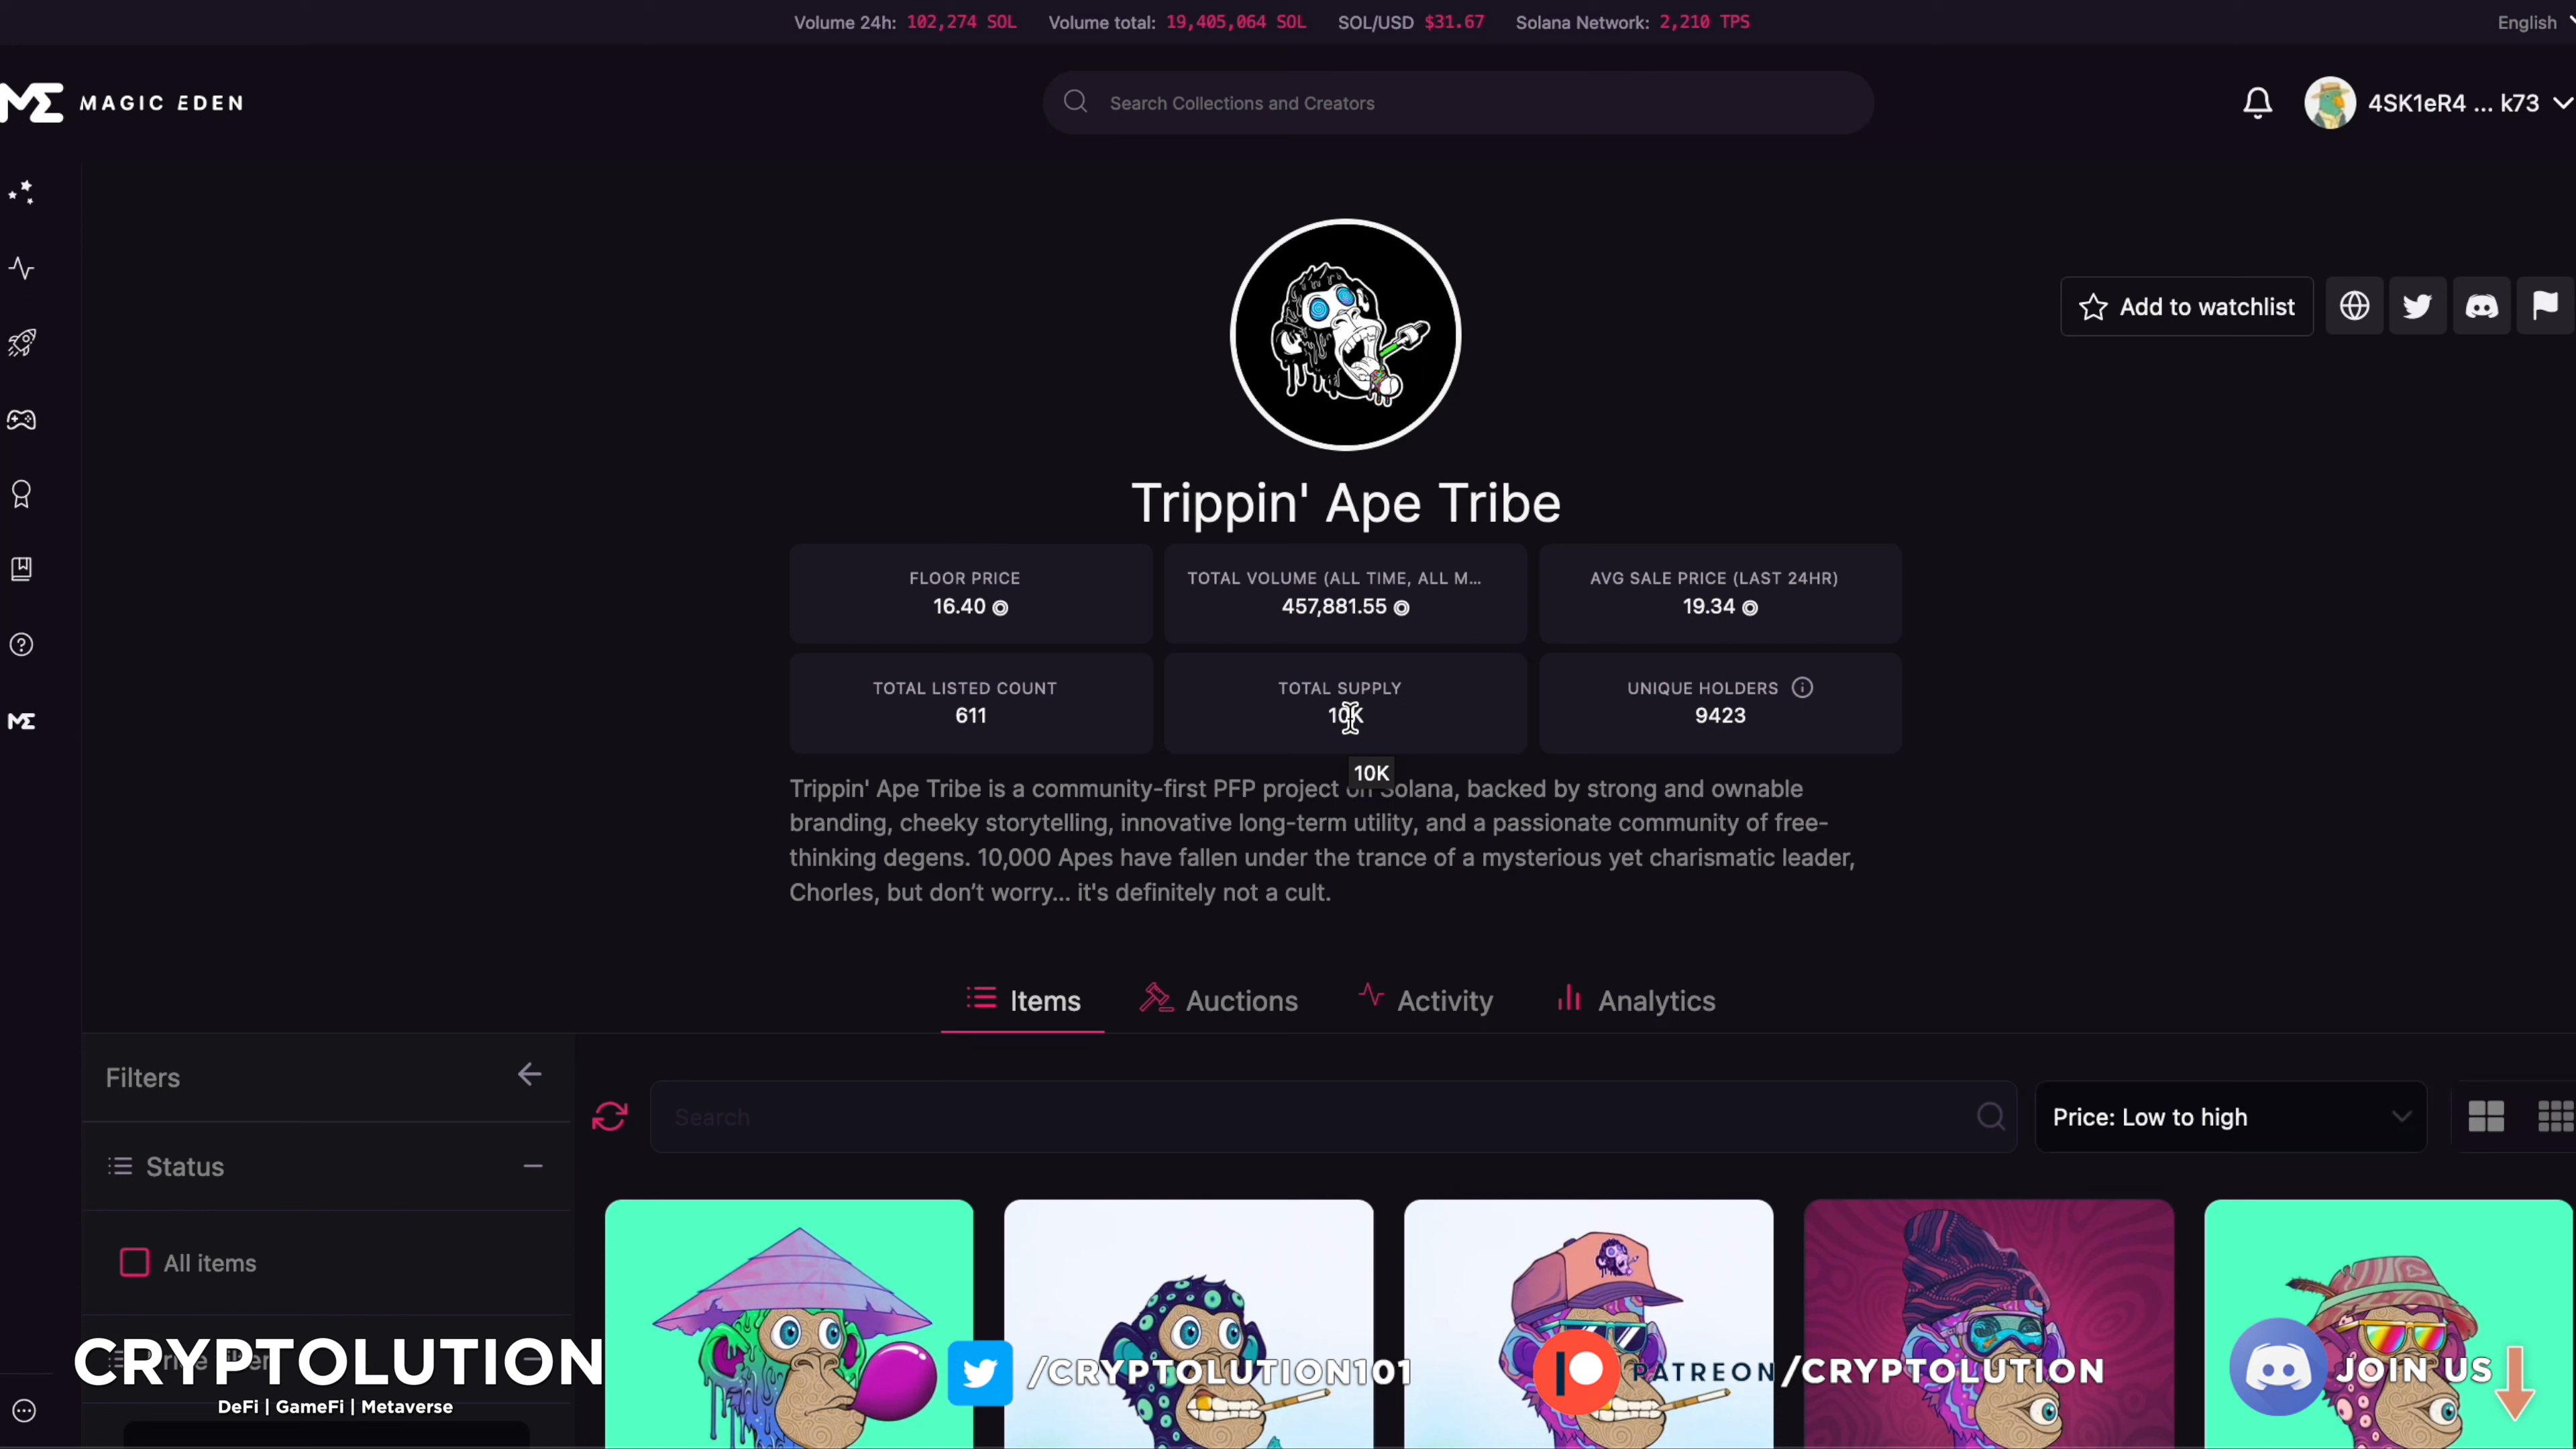 Volume 24h: 102,274 SOL Volume total: 19,405,064 SOL SOL/USD $31.67 Solana Network: 2,210 TPS English
ME MAGIC EDEN
Search Collections and Creators
4SK1eR4 ... k73
Add to watchlist
Trippin' Ape Tribe
FLOOR PRICE
16.40
TOTAL VOLUME (ALL TIME, ALL M...
457,881.55
AVG SALE PRICE (LAST 24HR)
19.34
TOTAL LISTED COUNT
611
TOTAL SUPPLY
10K
UNIQUE HOLDERS
9423
ME
10K
Trippin' Ape Tribe is a community-first PFP project on Solana, backed by strong and ownable
branding, cheeky storytelling, innovative long-term utility, and a passionate community of free-
thinking degens. 10,000 Apes have fallen under the trance of a mysterious yet charismatic leader,
Chorles, but don’t worry... it's definitely not a cult.
Items Auctions Activity Analytics
Filters
Search
Price: Low to high
Status
All items
CRYPTOLUTION
DeFi | GameFi | Metaverse
/CRYPTOLUTION101
PATREON/CRYPTOLUTION
JOIN US